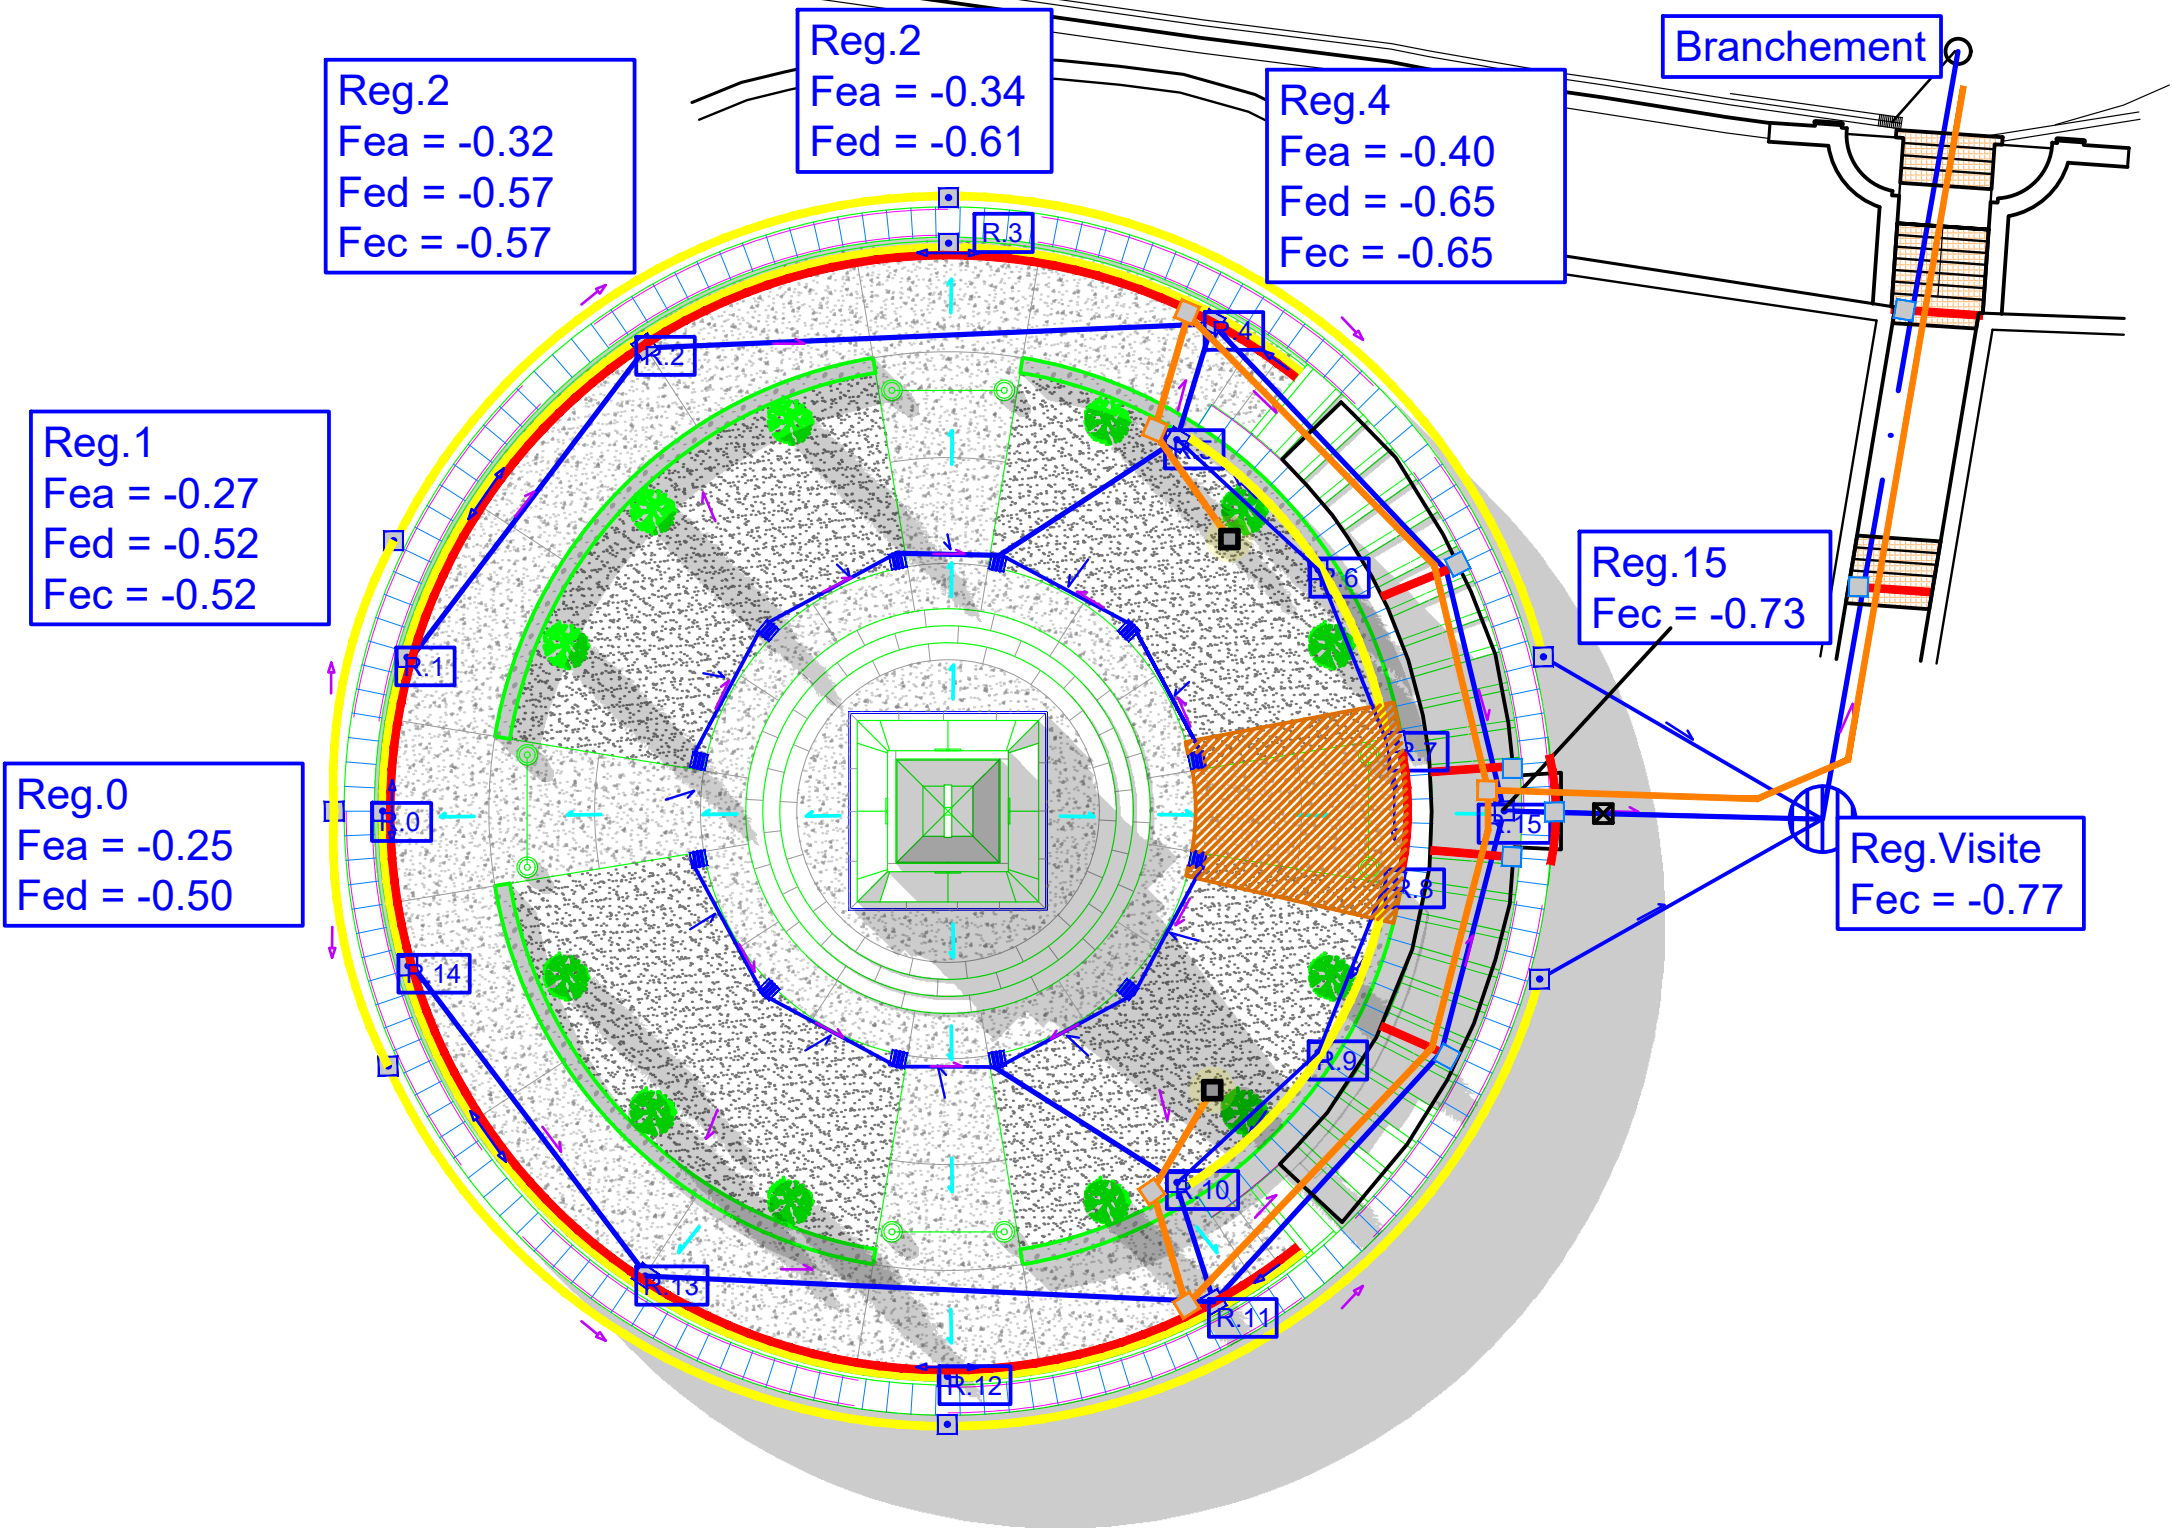 Reg.2
Fea = -0.34
Fed = -0.61
Branchement
Reg.2
Fea = -0.32
Fed = -0.57
Fec = -0.57
Reg.4
Fea = -0.40
Fed = -0.65
Fec = -0.65
R.3
R.4
R.2
Reg.1
Fea = -0.27
Fed = -0.52
Fec = -0.52
R.6
Reg.15
Fec = -0.73
R.1
R.7
Reg.0
Fea = -0.25
Fed = -0.50
R.0
R.15
Reg.Visite
Fec = -0.77
R.8
R.14
R.9
R.10
R.13
R.11
R.12